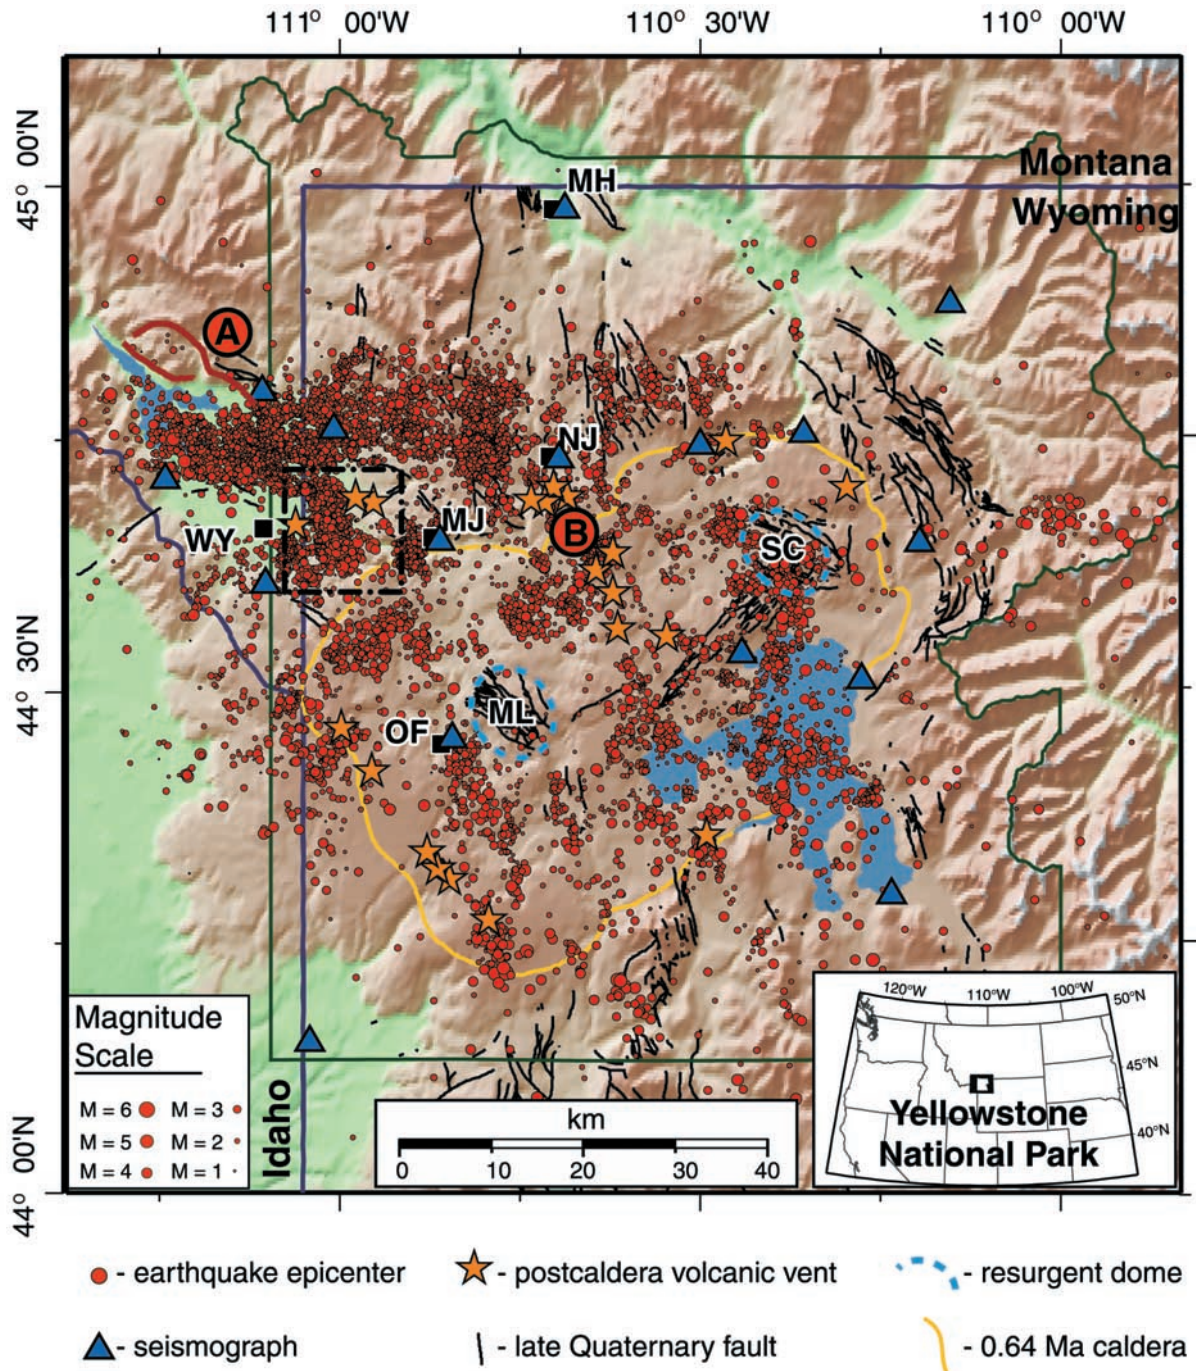 111° 00'W 110° 30'W 110° 00'W
45° 00'N
44° 30'N
44° 00'N
Montana
Wyoming
MH
A
NJ
MJ
WY
B
SC
ML
OF
Idaho
Magnitude
Scale
M = 6 M = 3
M = 5 M = 2
M = 4 M = 1
km
0 10 20 30 40
120°W 110°W 100°W
50°N
45°N
40°N
Yellowstone
National Park
- earthquake epicenter - postcaldera volcanic vent - resurgent dome
- seismograph - late Quaternary fault - 0.64 Ma caldera